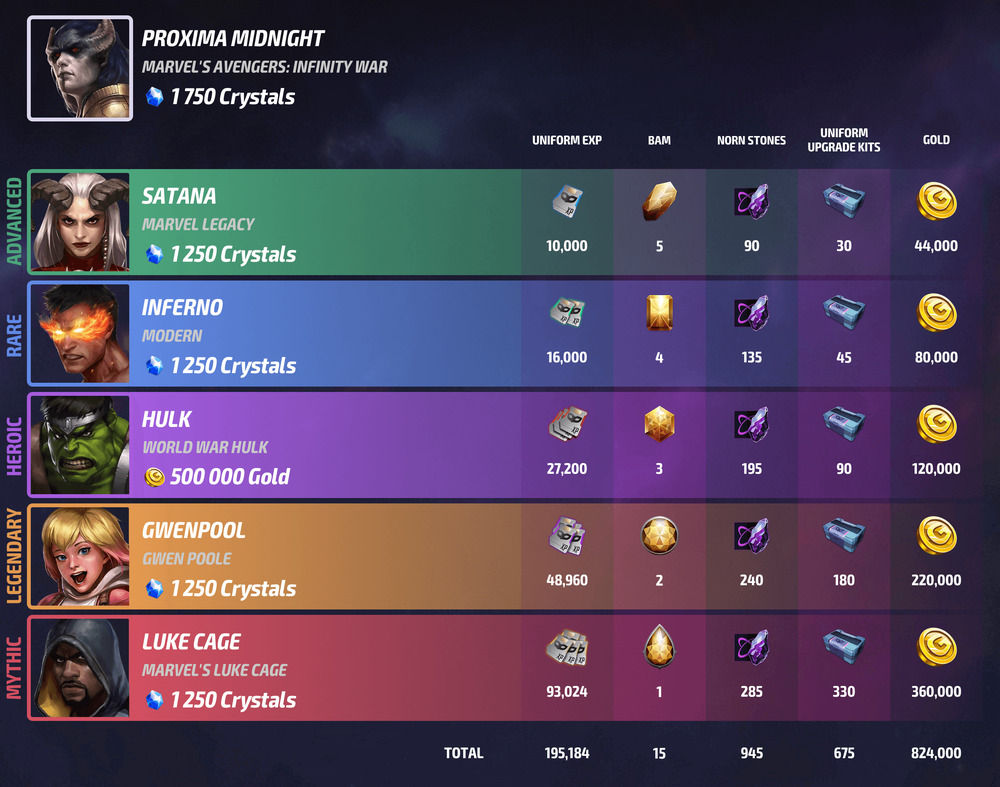 PROXIMA MIDNIGHT
MARVEL'S AVENGERS: INFINITY WAR
1 750 Crystals
UNIFORM EXP
BAM
NORN STONES
UNIFORM
UPGRADE KITS
GOLD
ADVANCED
SATANA
MARVEL LEGACY
1 250 Crystals
10,000
5
90
30
44,000
RARE
INFERNO
MODERN
1 250 Crystals
16,000
4
135
45
80,000
HEROIC
HULK
WORLD WAR HULK
500 000 Gold
27,200
3
195
90
120,000
LEGENDARY
GWENPOOL
GWEN POOLE
1 250 Crystals
48,960
2
240
180
220,000
MYTHIC
LUKE CAGE
MARVEL'S LUKE CAGE
1 250 Crystals
93,024
1
285
330
360,000
TOTAL
195,184
15
945
675
824,000